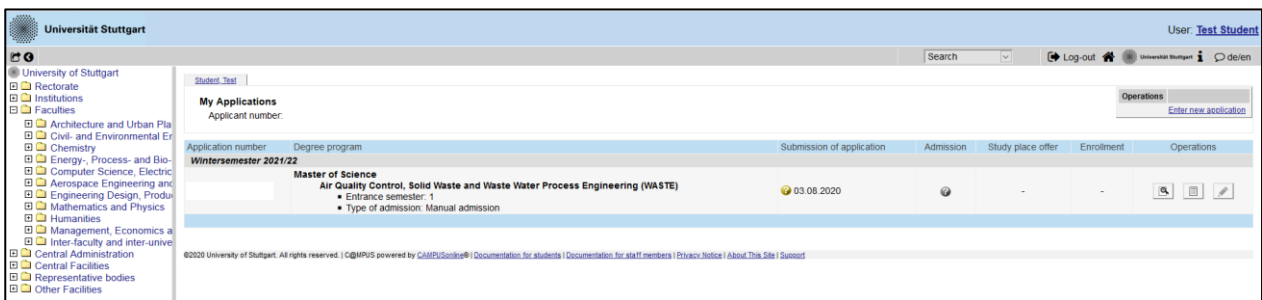 Universität Stuttgart
User: Test Student
Search
Log-out
Universität Stuttgart
de/en
University of Stuttgart
Rectorate
Institutions
Faculties
Architecture and Urban Pla
Civil- and Environmental Er
Chemistry
Energy-, Process- and Bio-
Computer Science, Electric
Aerospace Engineering and
Engineering Design, Produ
Mathematics and Physics
Humanities
Management, Economics a
Inter-faculty and inter-unive
Central Administration
Central Facilities
Representative bodies
Other Facilities
Student, Test
My Applications
Applicant number:
Operations
Enter new application
Application number Degree program Submission of application Admission Study place offer Enrollment Operations
Wintersemester 2021/22
Master of Science
Air Quality Control, Solid Waste and Waste Water Process Engineering (WASTE)
▪ Entrance semester: 1
▪ Type of admission: Manual admission
03.08.2020 - -
©2020 University of Stuttgart. All rights reserved. | C@MPUS powered by CAMPUSonline® | Documentation for students | Documentation for staff members | Privacy Notice | About This Site | Support